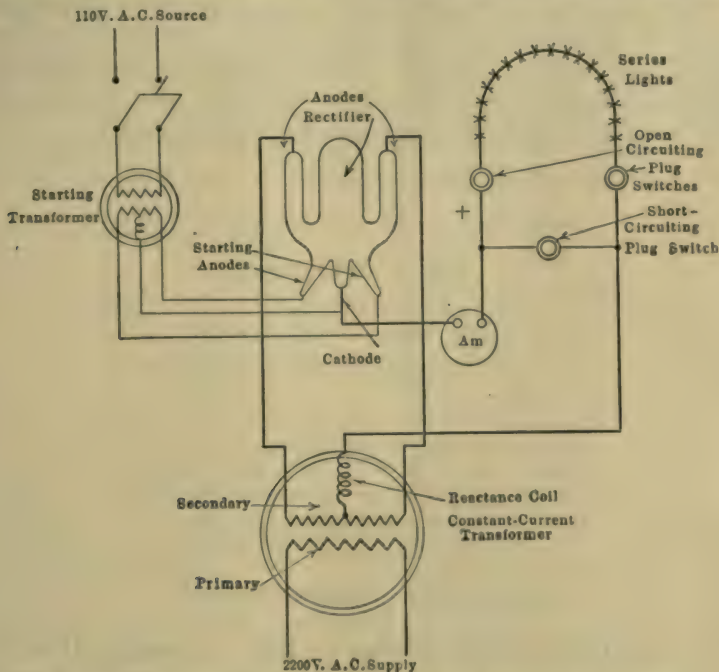 110V. A.C. Source
Series
Lights
Anodes
Rectifier
Open
Circuiting
Plug
Switches
Starting
Transformer
+
Short-
Circuiting
Plug Switch
Starting
Anodes
Am
Cathode
Secondary
Reactance Coil
Constant-Current
Transformer
Primary
2200V. A.C. Supply